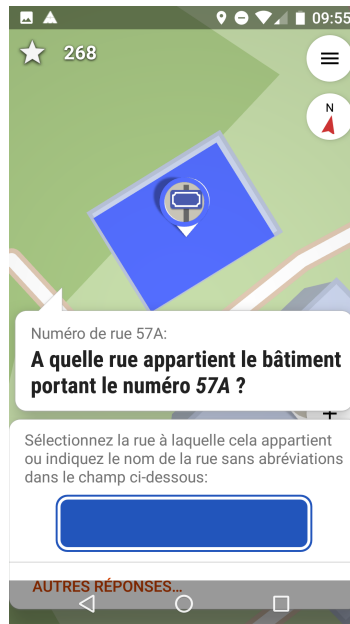 09:55
268
N
Numéro de rue 57A:
A quelle rue appartient le bâtiment
portant le numéro 57A ?
+
Sélectionnez la rue à laquelle cela appartient
ou indiquez le nom de la rue sans abréviations
dans le champ ci-dessous:
AUTRES RÉPONSES...